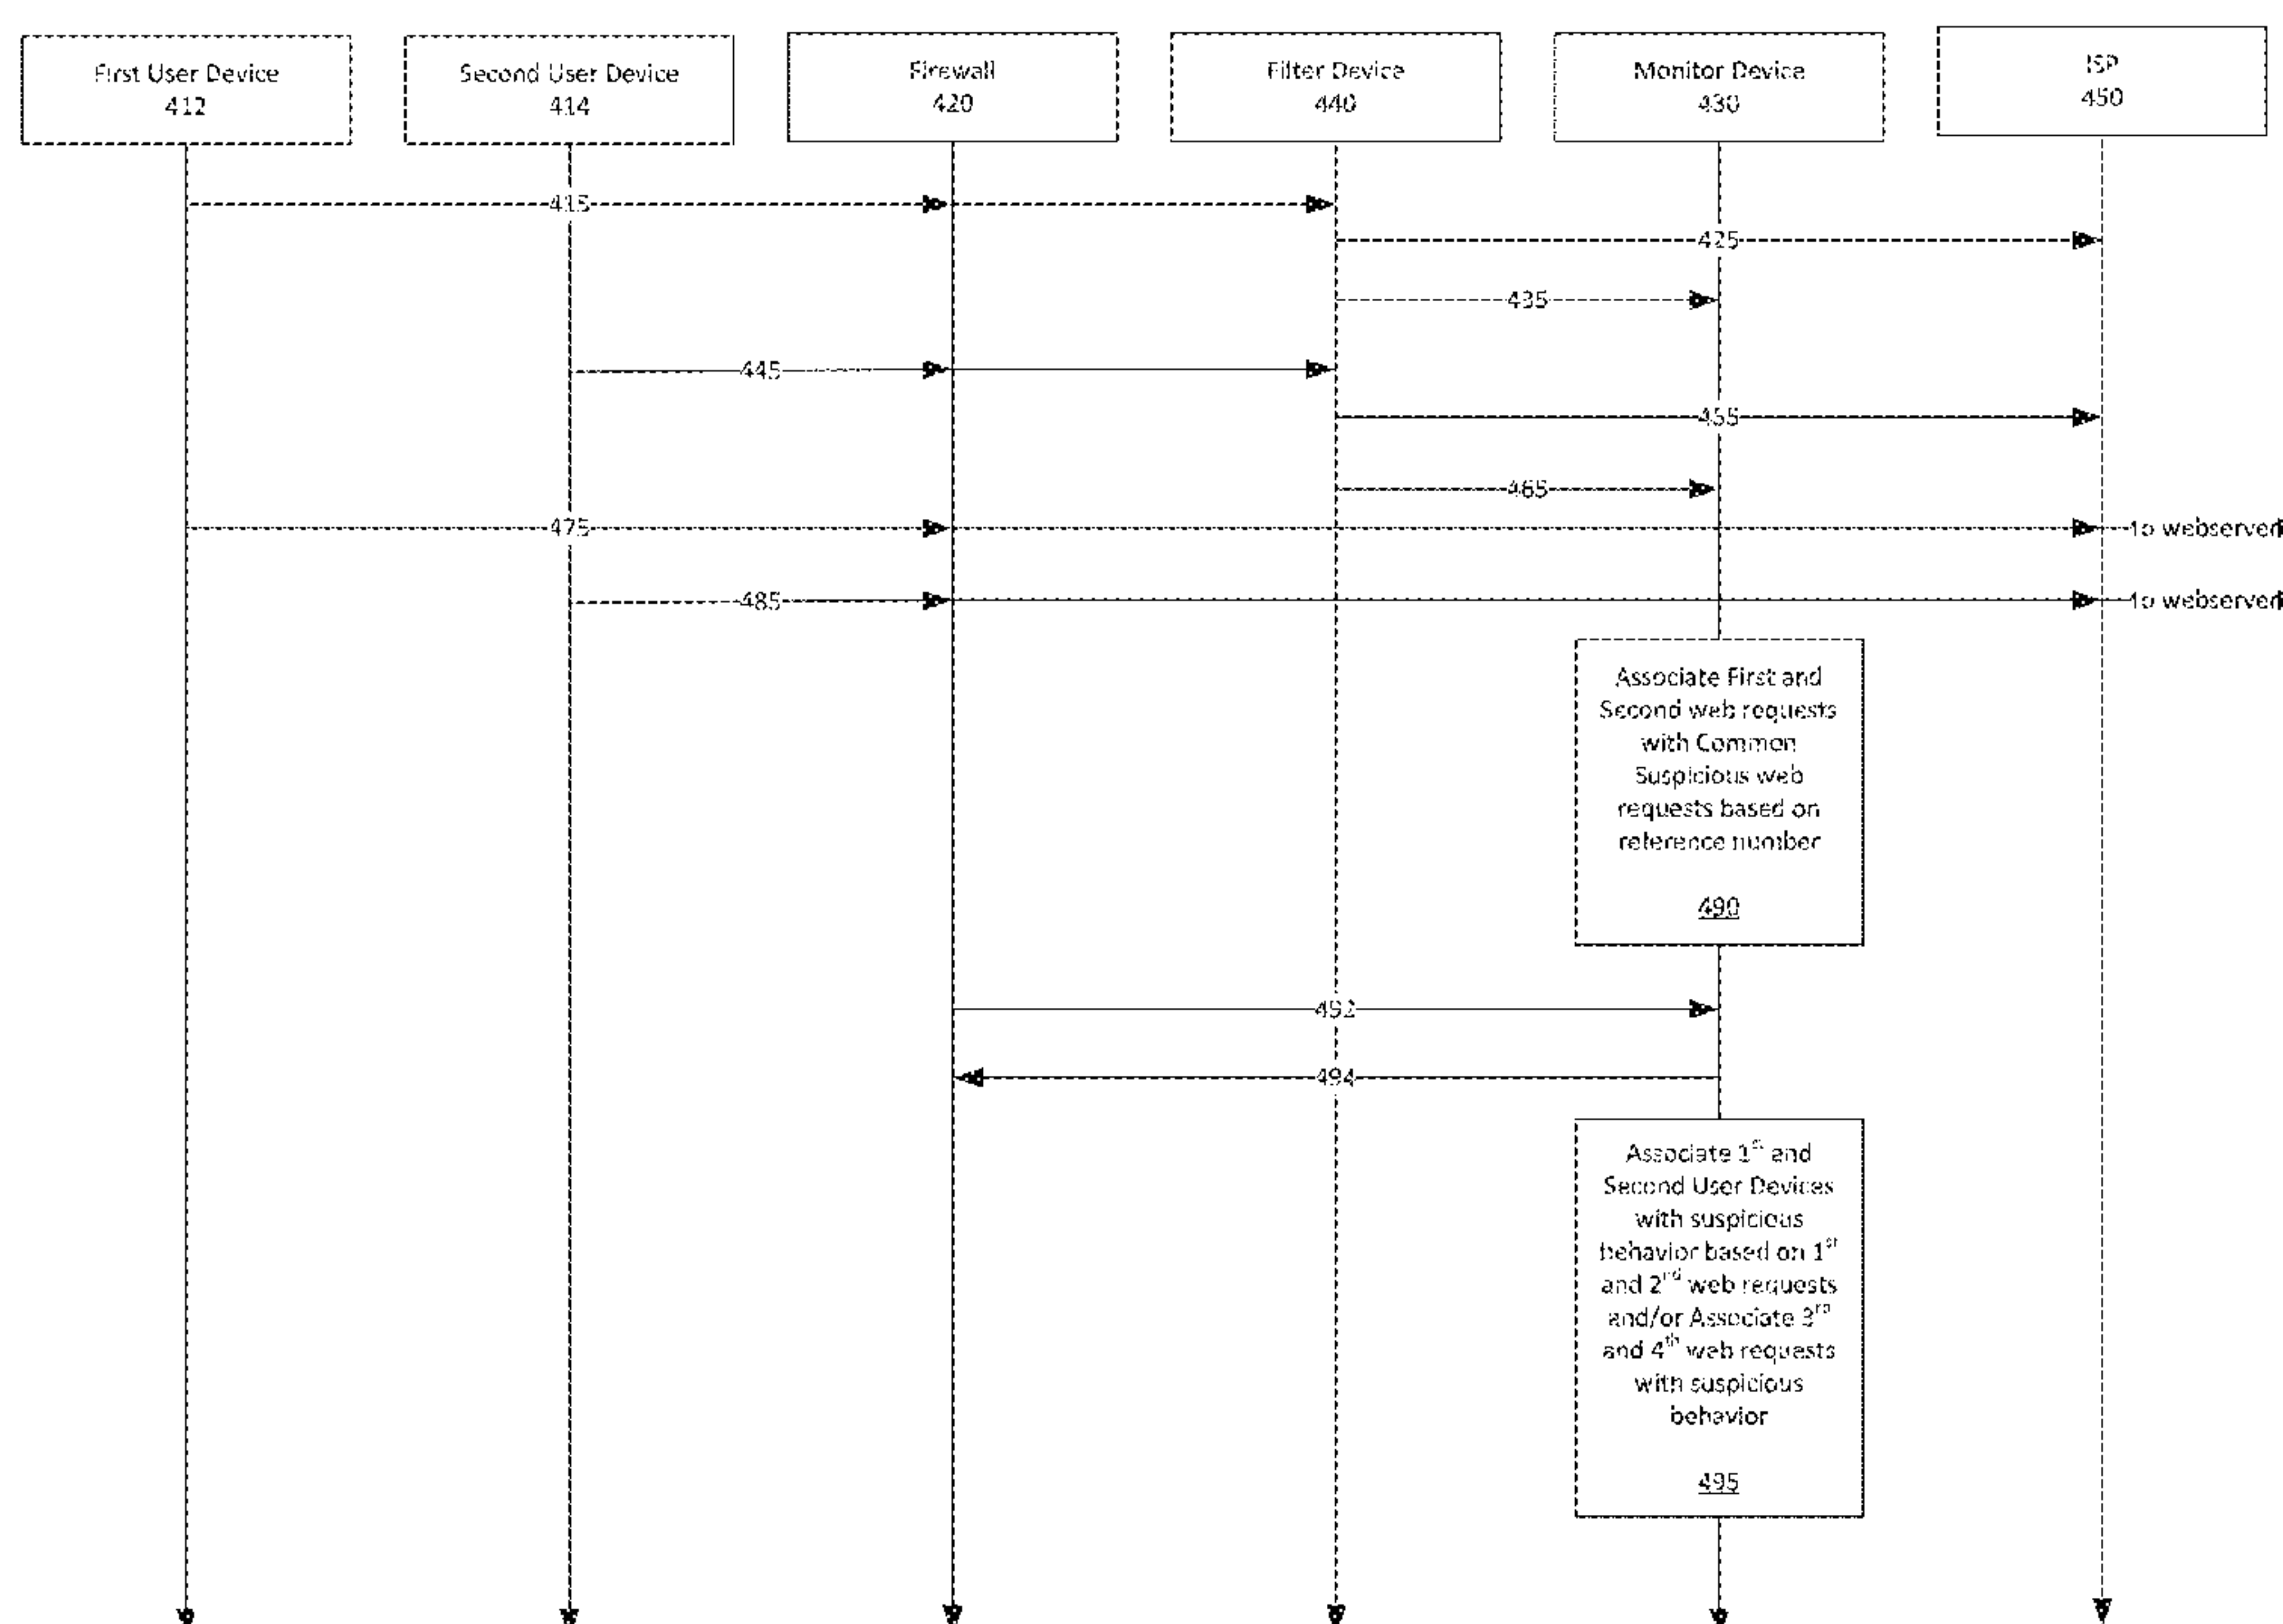 First User Device
412
Second User Device
414
Firewall
420
Filter Device
440
Monitor Device
430
ISP
450
415
425
435
445
455
465
475
to webserver
485
to webserver
Associate First and
Second web requests
with Common
Suspicious web
requests based on
reference number
490
492
494
Associate 1st and
Second User Devices
with suspicious
behavior based on 1st
and 2nd web requests
and/or Associate 3rd
and 4th web requests
with suspicious
behavior
495